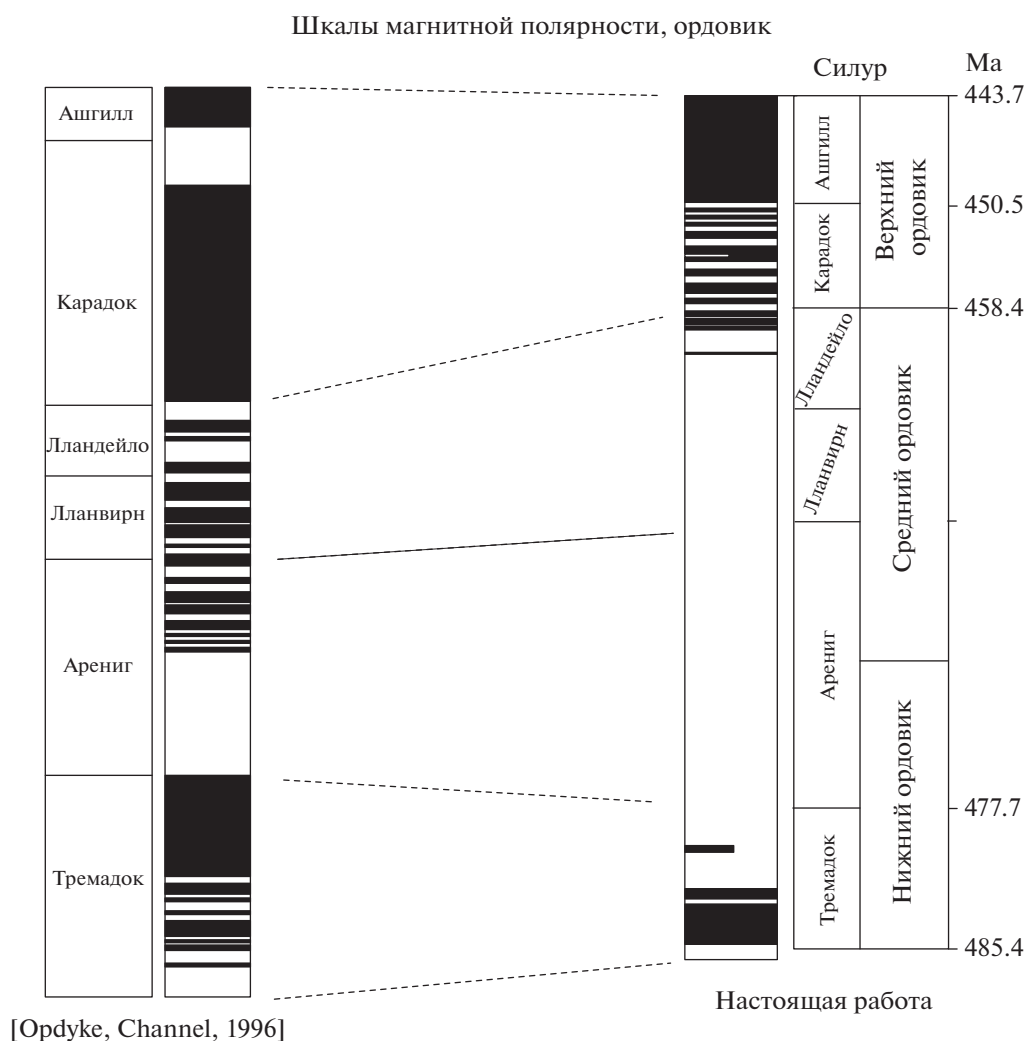 Шкалы магнитной полярности, ордовик
Ашгилл
Карадок
Лландейло
Лланвирн
Арениг
Тремадок
[Opdyke, Channel, 1996]
Силур
Ма
Ашгилл
Карадок
Лландейло
Лланвирн
Арениг
Тремадок
Верхний
ордовик
Средний ордовик
Нижний ордовик
443.7
450.5
458.4
477.7
485.4
Настоящая работа